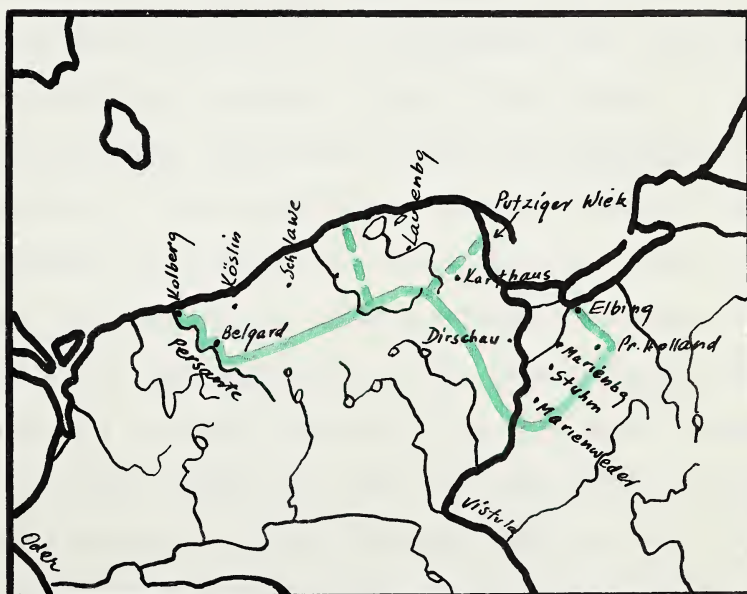 Putziger Wiek
Lauenbg
Schlawe
Köslin
Kolberg
Karthaus
Elbing
Belgard
Dirschau
Pr. Holland
Persante
Marienbg
Stuhm
Marienweder
Vistula
Oder